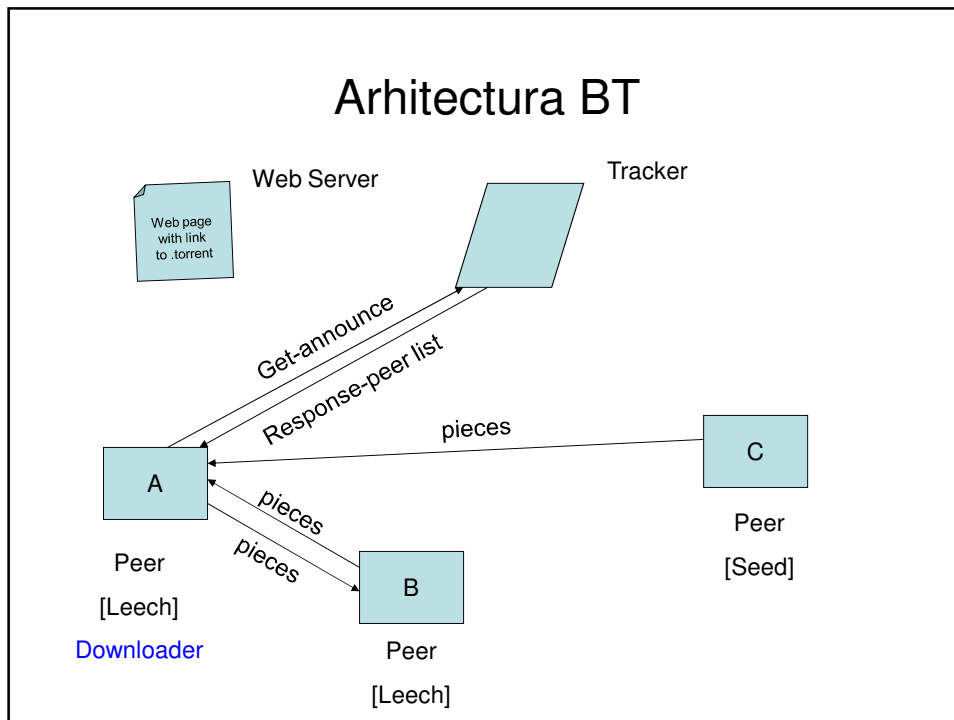 Arhitectura BT
Web Server
Tracker
Web page
with link
to .torrent
Get-announce
Response-peer list
pieces
A
C
pieces
pieces
Peer
[Seed]
Peer
[Leech]
Downloader
B
Peer
[Leech]